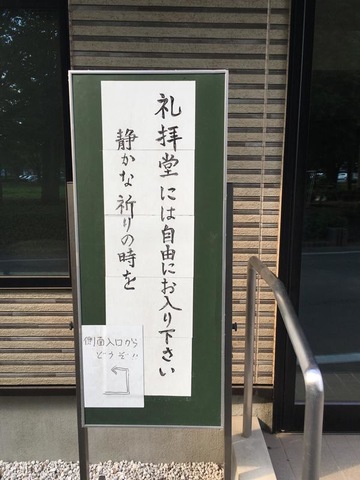 礼拝堂には自由にお入り下さい
静かな祈りの時を
側面入口から
どうぞ!!